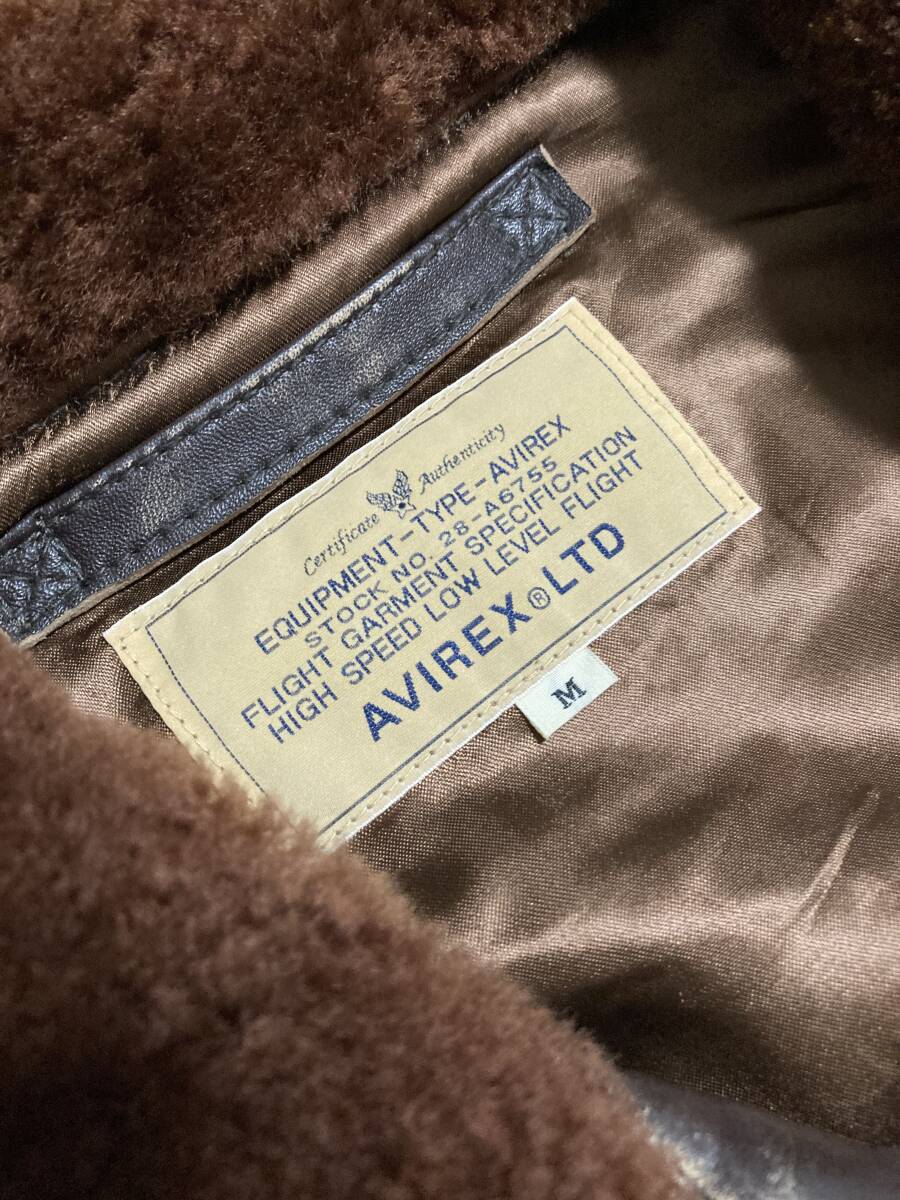 Certificate Authenticity
EQUIPMENT-TYPE-AVIREX
STOCK NO. 28-A6755
FLIGHT GARMENT SPECIFICATION
HIGH SPEED LOW LEVEL FLIGHT
AVIREX®LTD
M